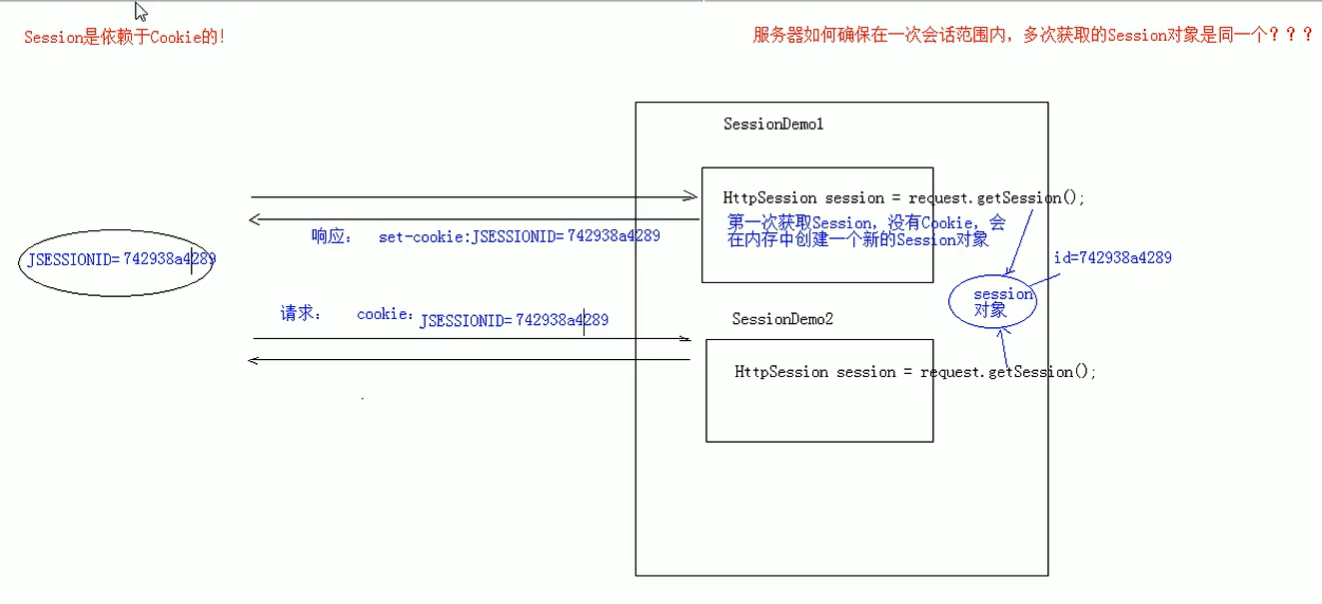 Session是依赖于Cookie的!
服务器如何确保在一次会话范围内，多次获取的Session对象是同一个？？？
SessionDemo1
HttpSession session = request.getSession();
第一次获取Session，没有Cookie，会
在内存中创建一个新的Session对象
响应： set-cookie:JSESSIONID=742938a4289
JSESSIONID=742938a4289
id=742938a4289
session
对象
请求： cookie：JSESSIONID=742938a4289
SessionDemo2
HttpSession session = request.getSession();